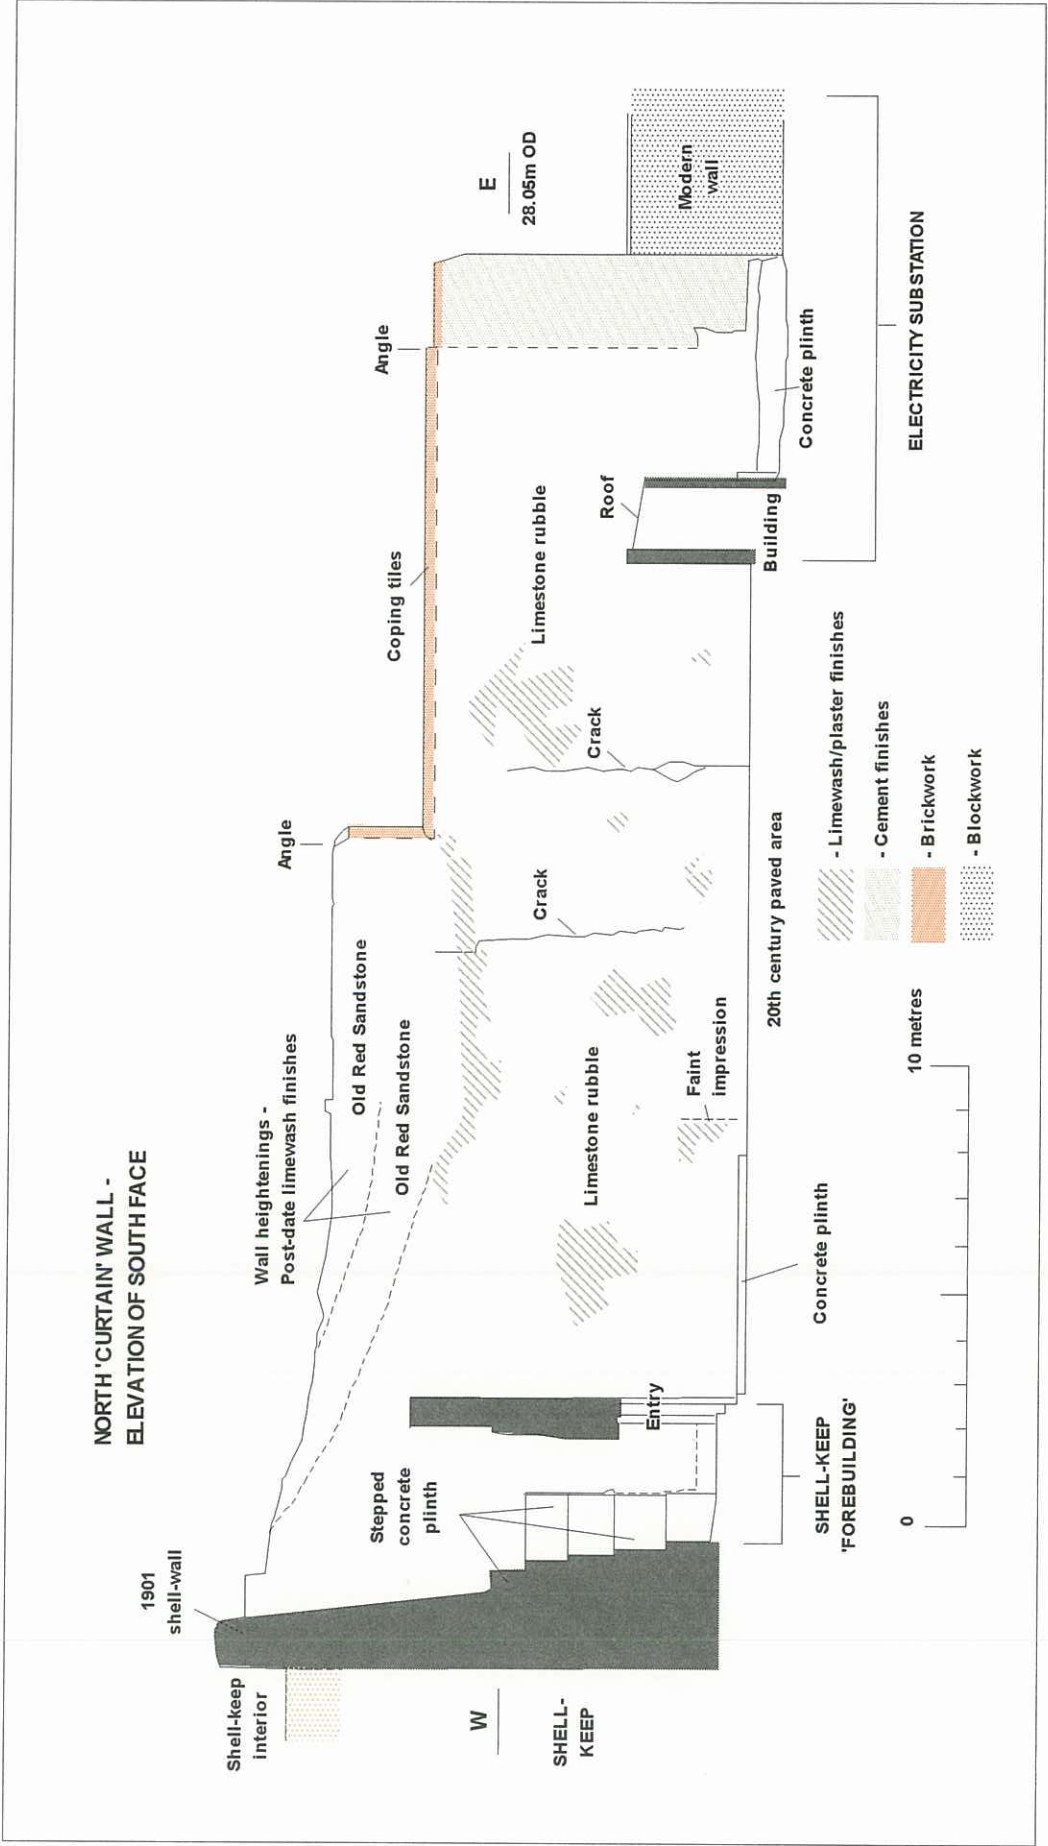 NORTH 'CURTAIN' WALL -
ELEVATION OF SOUTH FACE
1901
shell-wall
Shell-keep
interior
W
SHELL-
KEEP
Stepped
concrete
plinth
Entry
SHELL-KEEP
'FOREBUILDING'
Wall heightenings -
Post-date limewash finishes
Old Red Sandstone
Old Red Sandstone
Limestone rubble
Faint
impression
Concrete plinth
Angle
Crack
Crack
20th century paved area
Coping tiles
Limestone rubble
Roof
Building
Angle
Concrete plinth
E
28.05m OD
Modern
wall
ELECTRICITY SUBSTATION
0
10 metres
- Limewash/plaster finishes
- Cement finishes
- Brickwork
- Blockwork